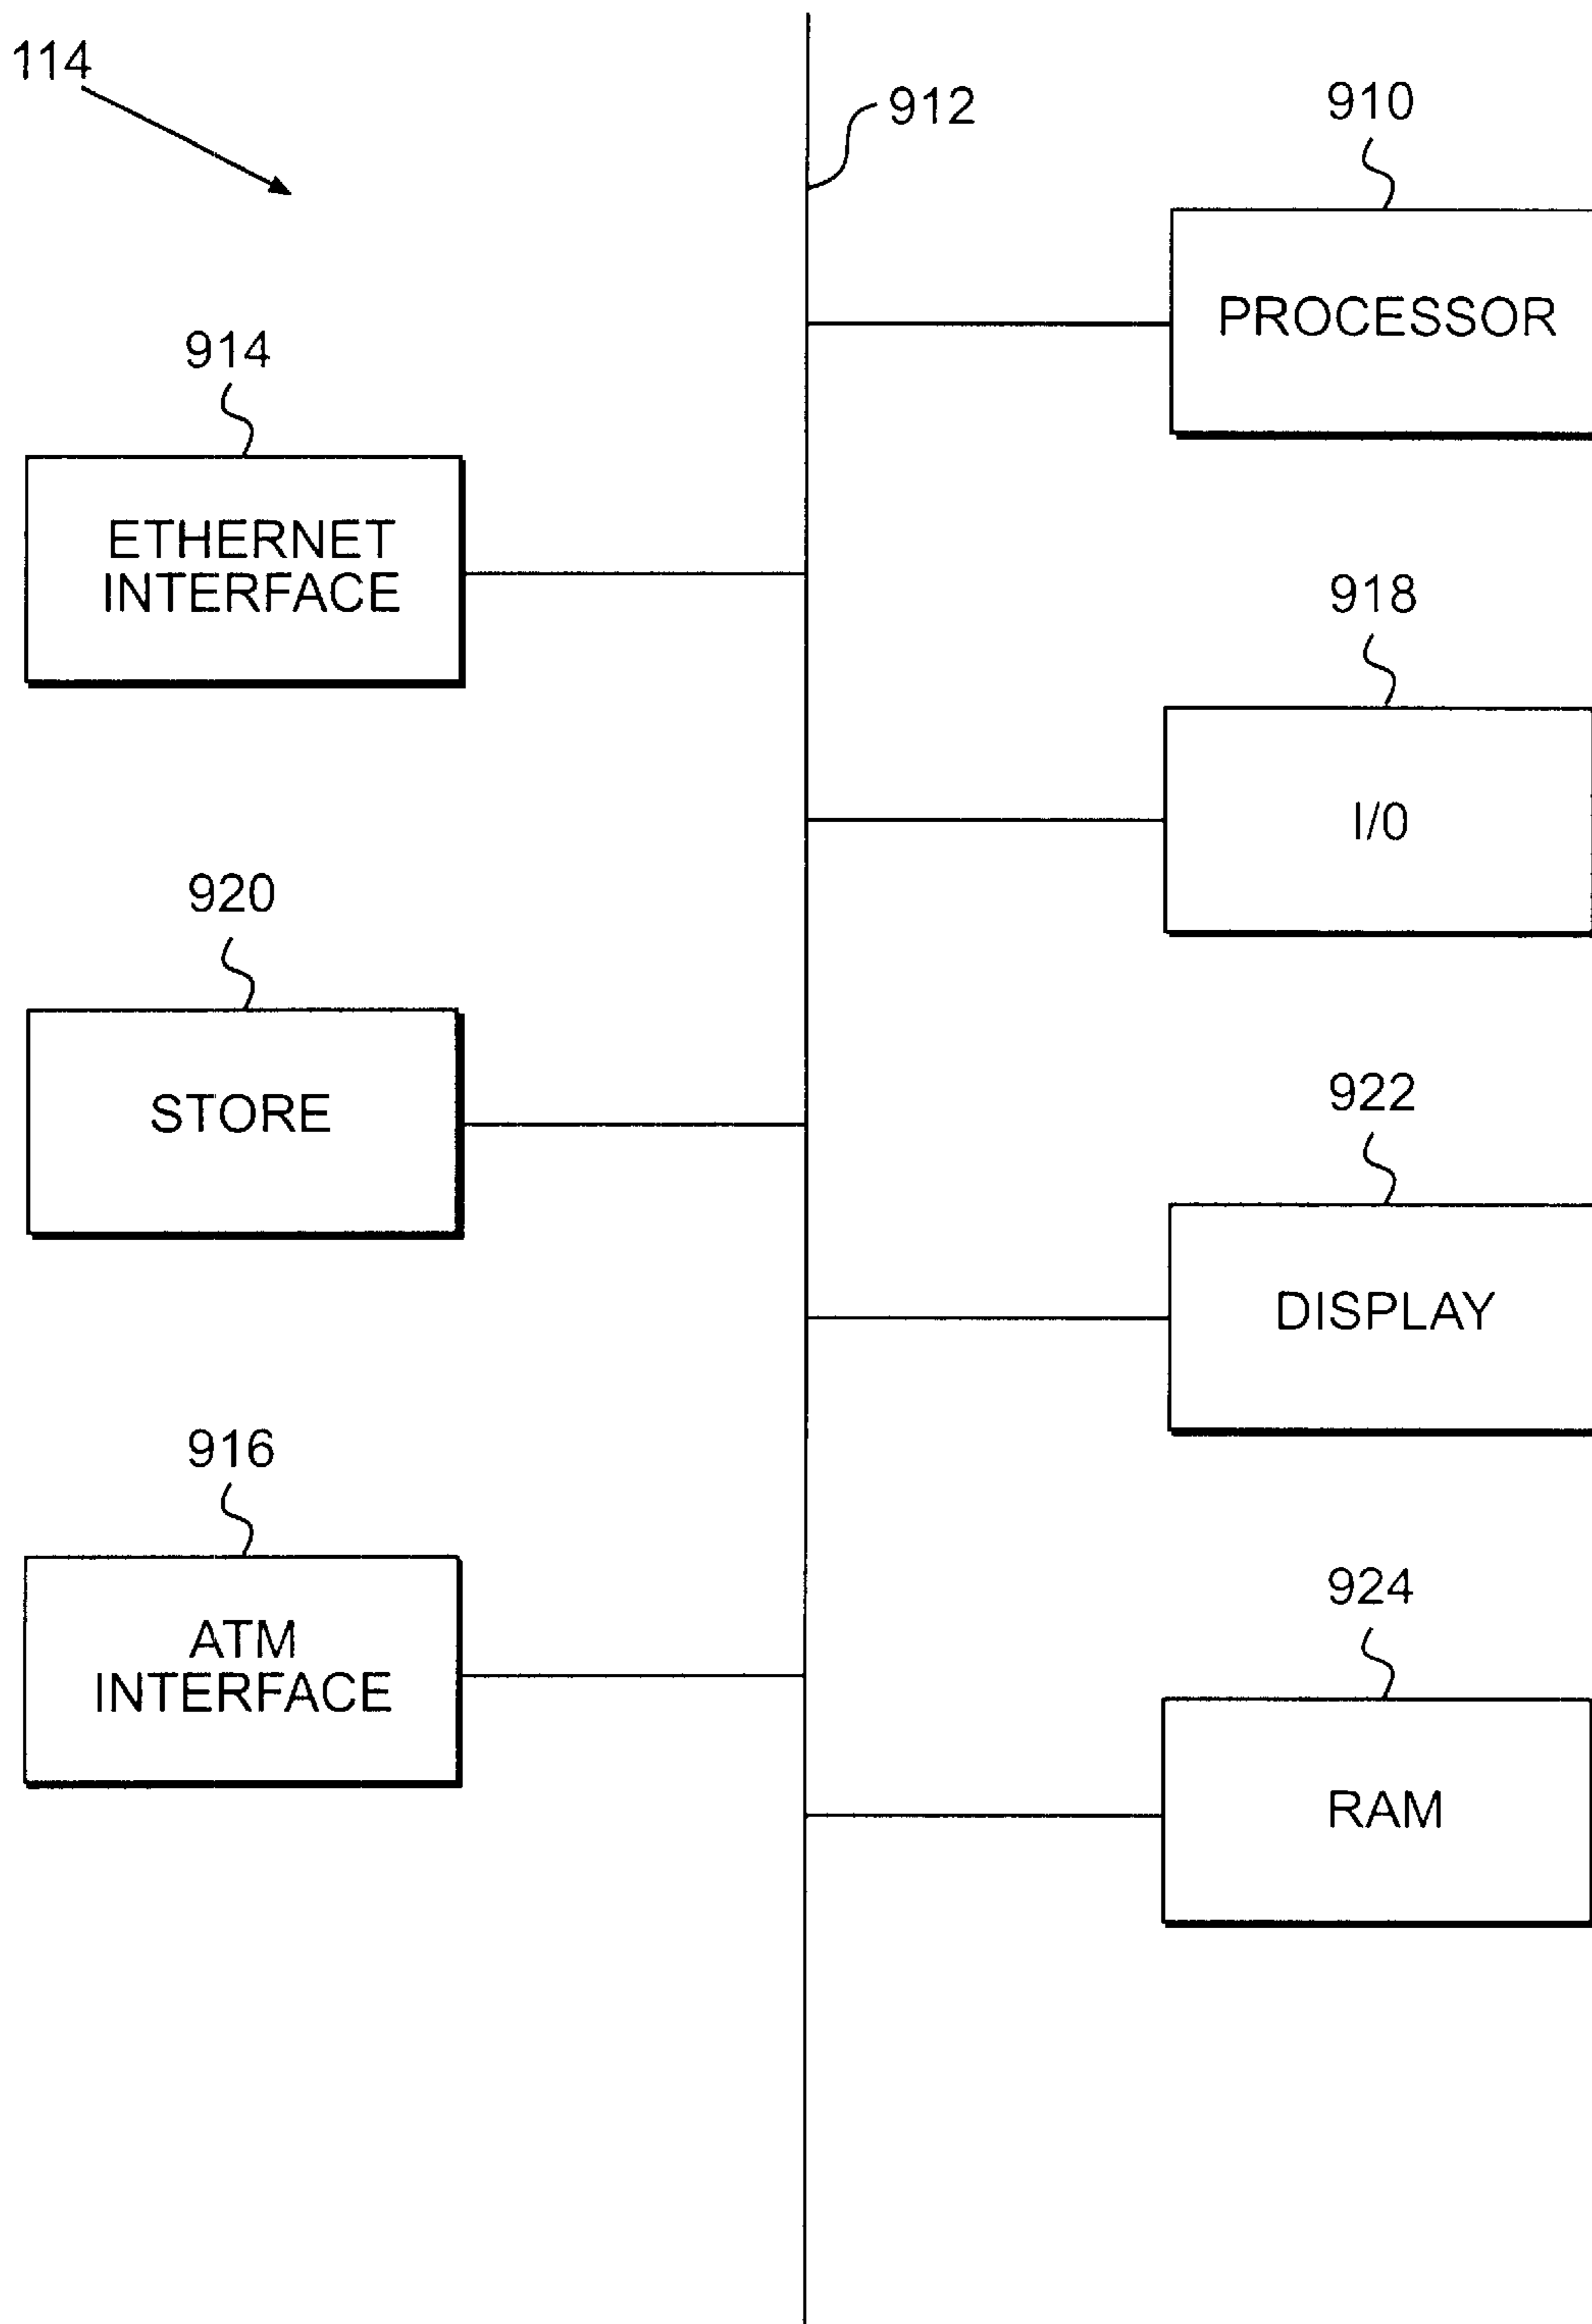 114
912
910
PROCESSOR
914
ETHERNET
INTERFACE
918
I/0
920
STORE
922
DISPLAY
916
ATM
INTERFACE
924
RAM